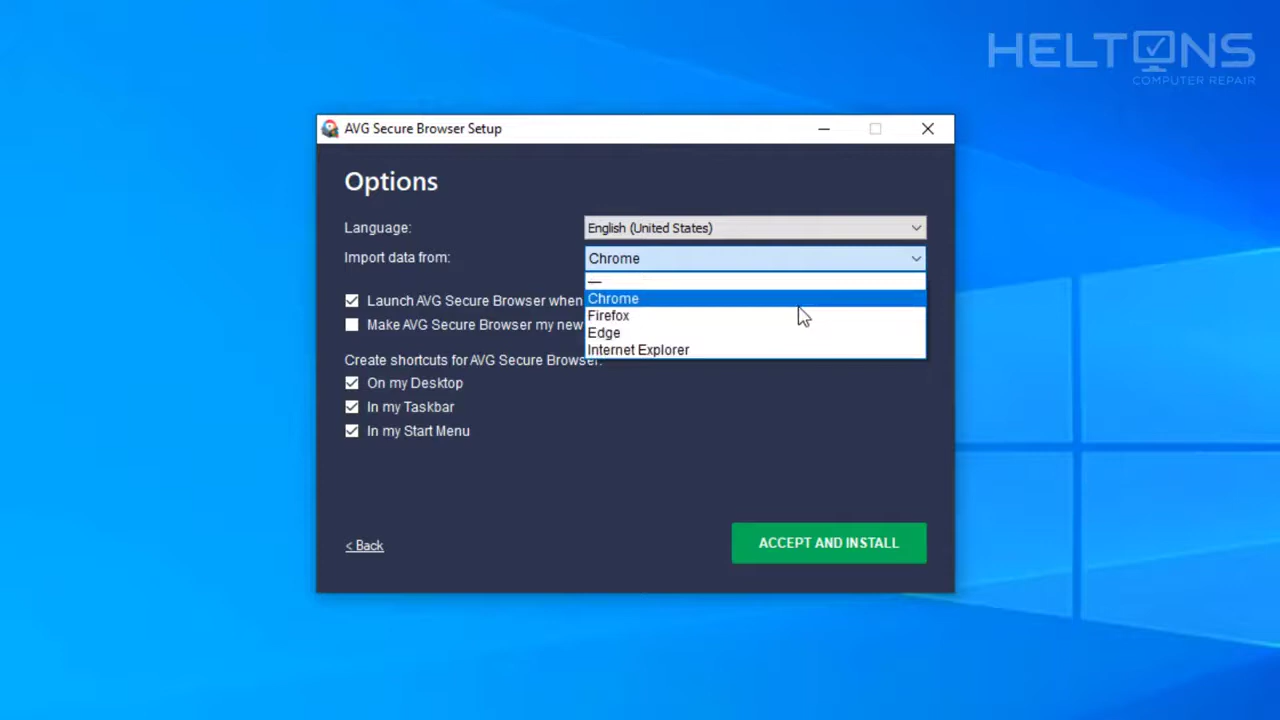 HELTONS
COMPUTER REPAIR
AVG Secure Browser Setup
Options
Language: English (United States)
Import data from: Chrome
—
Chrome
Firefox
Edge
Internet Explorer
Launch AVG Secure Browser when
Make AVG Secure Browser my new
Create shortcuts for AVG Secure Browser:
On my Desktop
In my Taskbar
In my Start Menu
< Back
ACCEPT AND INSTALL